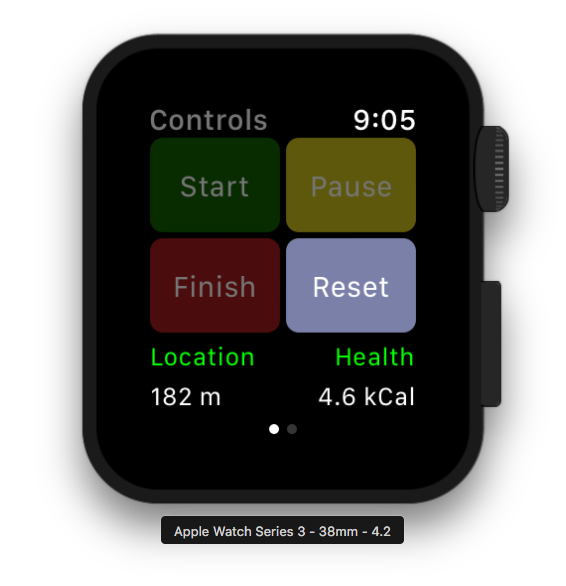 Controls 9:05
Start Pause
Finish Reset
Location Health
182 m 4.6 kCal
Apple Watch Series 3 - 38mm - 4.2